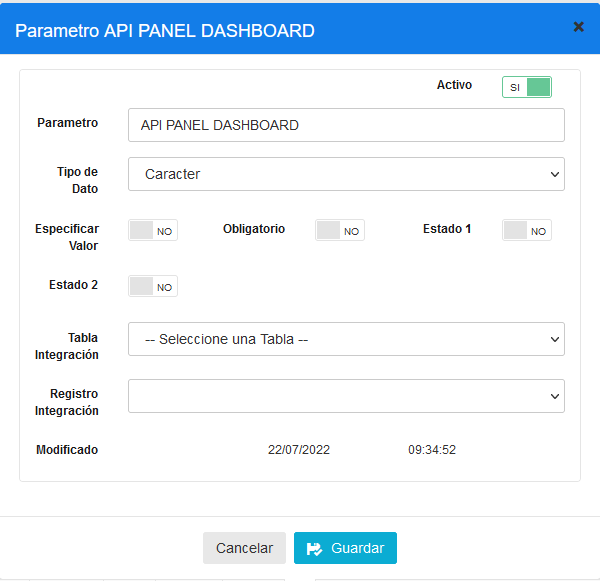 Parametro API PANEL DASHBOARD
Activo SI
Parametro API PANEL DASHBOARD
Tipo de
Dato
Caracter
Especificar
Valor
NO
Obligatorio NO
Estado 1 NO
Estado 2 NO
Tabla
Integración
-- Seleccione una Tabla --
Registro
Integración
Modificado 22/07/2022 09:34:52
Cancelar Guardar